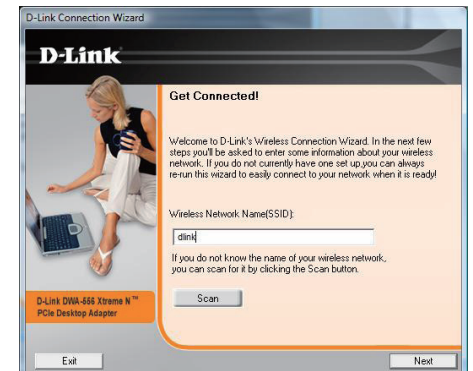 D-Link Connection Wizard
D-Link
Get Connected!
Welcome to D-Link's Wireless Connection Wizard. In the next few
steps you'll be asked to enter some information about your wireless
network. If you do not currently have one set up,you can always
re-run this wizard to easily connect to your network when it is ready!
Wireless Network Name(SSID):
dlink
If you do not know the name of your wireless network,
you can scan for it by clicking the Scan button.
Scan
D-Link DWA-556 Xtreme N™
PCIe Desktop Adapter
Exit
Next